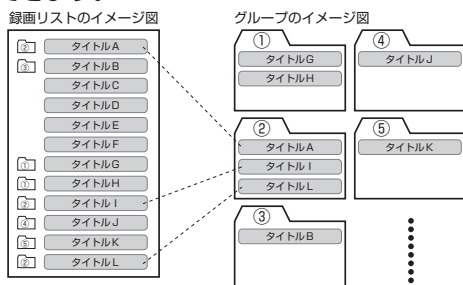 録画リストのイメージ図
② タイトルA
③ タイトルB
タイトルC
タイトルD
タイトルE
タイトルF
① タイトルG
① タイトルH
② タイトルI
④ タイトルJ
⑤ タイトルK
② タイトルL
グループのイメージ図
①
タイトルG
タイトルH
④
タイトルJ
②
タイトルA
タイトルI
タイトルL
⑤
タイトルK
③
タイトルB